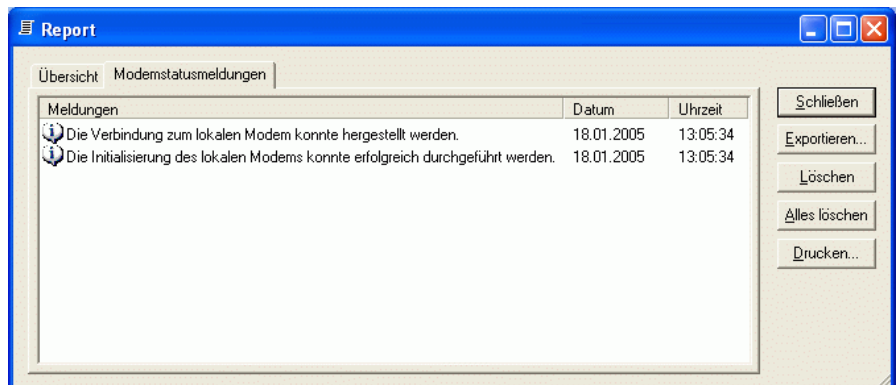 Report
Übersicht Modemstatusmeldungen
Meldungen Datum Uhrzeit
Die Verbindung zum lokalen Modem konnte hergestellt werden. 18.01.2005 13:05:34
Die Initialisierung des lokalen Modems konnte erfolgreich durchgeführt werden. 18.01.2005 13:05:34
Schließen
Exportieren...
Löschen
Alles löschen
Drucken...